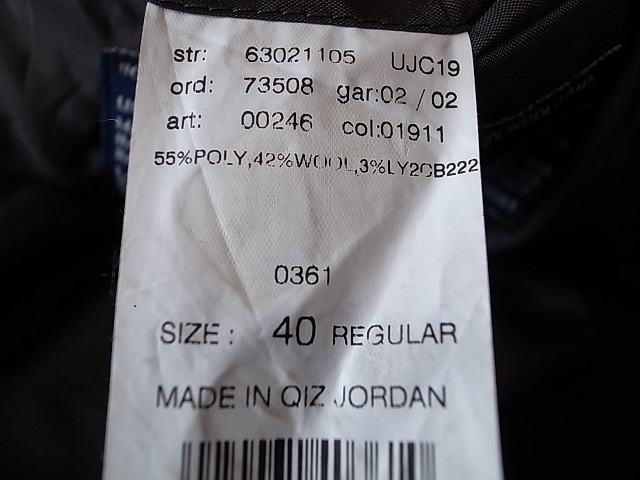 str: 63021105 UJC19
ord: 73508 gar:02 / 02
art: 00246 col:01911
55%POLY,42%WOOL,3%LY2CB222
0361
SIZE : 40 REGULAR
MADE IN QIZ JORDAN